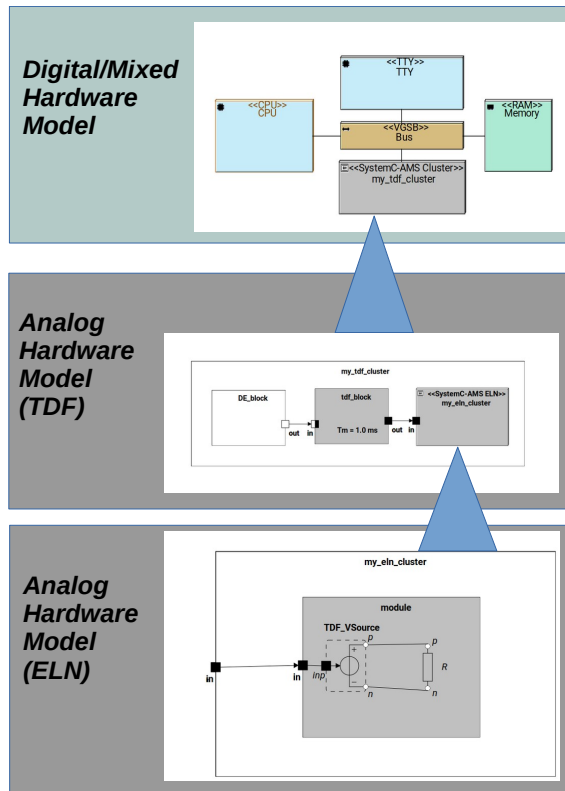 Digital/Mixed
Hardware
Model
<<TTY>>
TTY
<<CPU>>
CPU
<<VGSB>>
Bus
<<RAM>>
Memory
<<SystemC-AMS Cluster>>
my_tdf_cluster
Analog
Hardware
Model
(TDF)
my_tdf_cluster
DE_block
out
in
tdf_block
Tm = 1.0 ms
out
in
<<SystemC-AMS ELN>>
my_eln_cluster
Analog
Hardware
Model
(ELN)
my_eln_cluster
module
TDF_VSource
in
in
inp
p
+
−
n
p
R
n